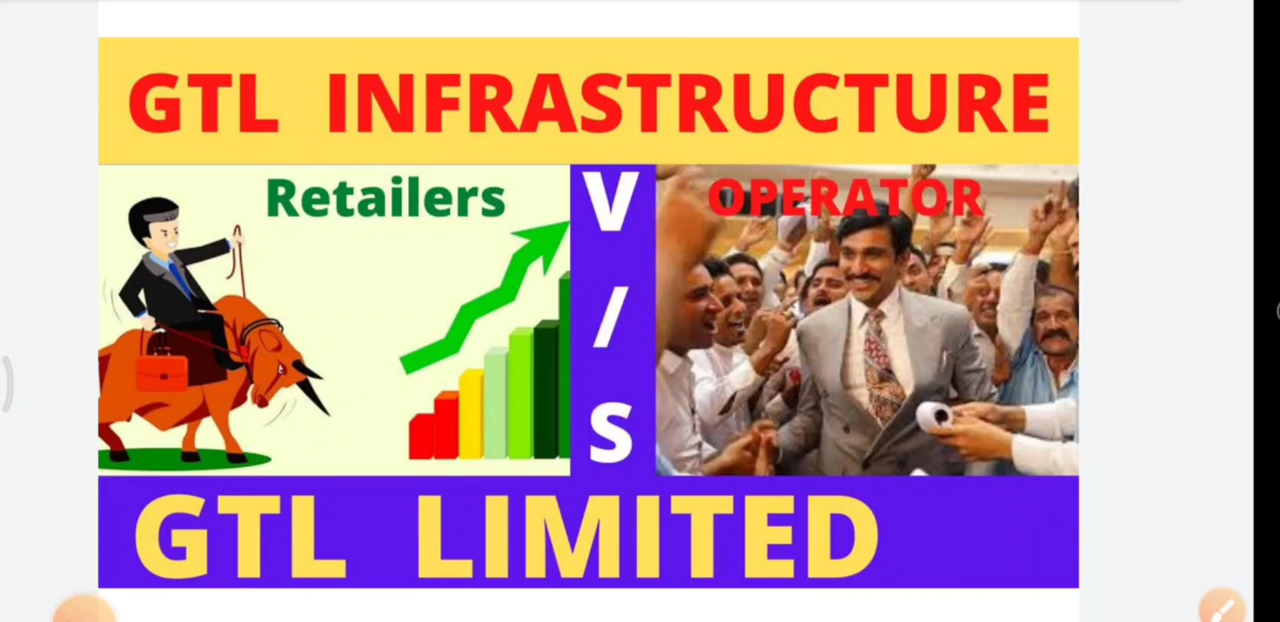 GTL INFRASTRUCTURE
Retailers
V
/
S
OPERATOR
GTL LIMITED